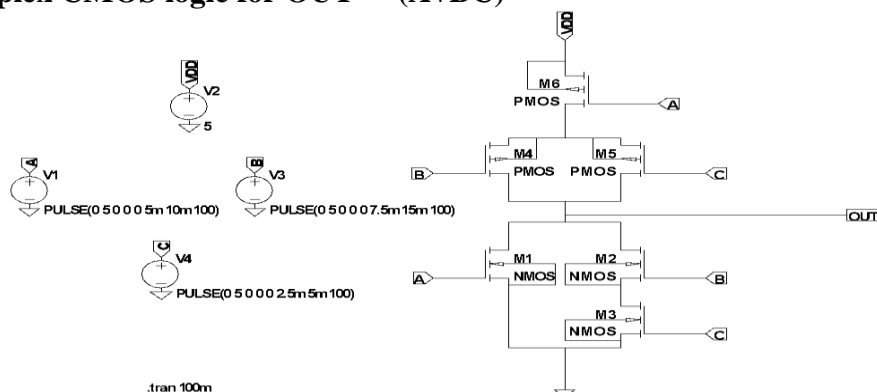 CMOS logic for OUT
(A+BC)
VDD
M6
PMOS
A
VDD
V2
5
A
V1
PULSE(0 5 0 0 0 5m 10m 100)
B
V3
PULSE(0 5 0 0 0 7.5m 15m 100)
B
M4
PMOS
M5
PMOS
C
OUT
C
V4
PULSE(0 5 0 0 0 2.5m 5m 100)
A
M1
NMOS
M2
NMOS
B
M3
NMOS
C
.tran 100m